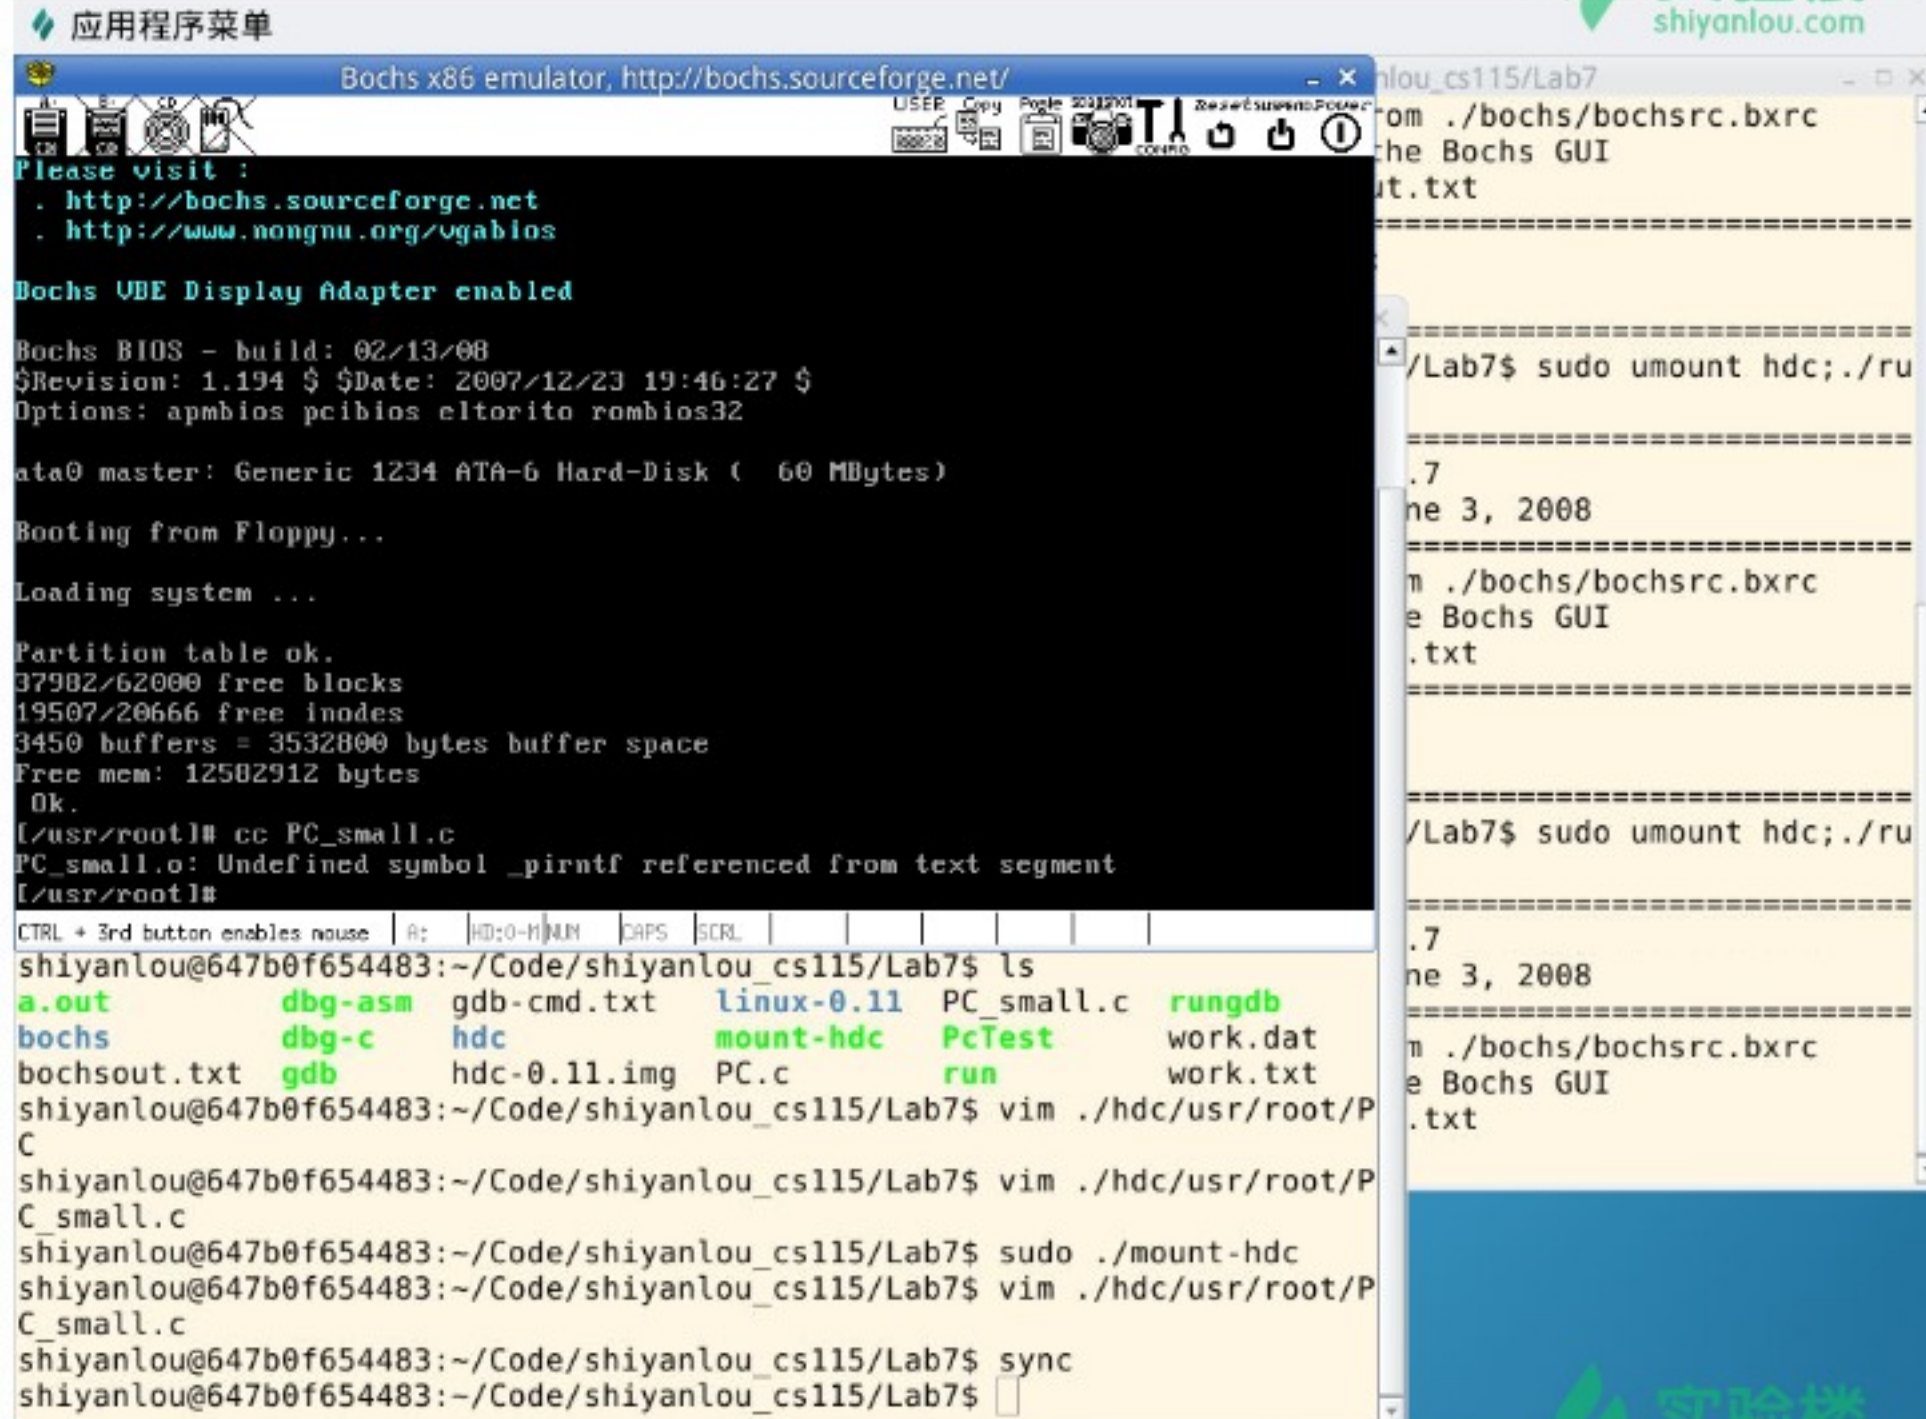 应用程序菜单
shiyanlou.com
Bochs x86 emulator, http://bochs.sourceforge.net/
nlou_cs115/Lab7
USER Copy Paste snapshot CONFIG Reset suspend Power
Please visit :
. http://bochs.sourceforge.net
. http://www.nongnu.org/vgabios
Bochs VBE Display Adapter enabled
Bochs BIOS - build: 02/13/08
$Revision: 1.194 $ $Date: 2007/12/23 19:46:27 $
Options: apmbios pcibios eltorito rombios32
ata0 master: Generic 1234 ATA-6 Hard-Disk (  60 MBytes)
Booting from Floppy...
Loading system ...
Partition table ok.
37982/62000 free blocks
19507/20666 free inodes
3450 buffers = 3532800 bytes buffer space
Free mem: 12582912 bytes
Ok.
[/usr/root]# cc PC_small.c
PC_small.o: Undefined symbol _pirntf referenced from text segment
[/usr/root]#
CTRL + 3rd button enables mouse A: HD:0-M NUM CAPS SCRL
shiyanlou@647b0f654483:~/Code/shiyanlou_cs115/Lab7$ ls
a.out dbg-asm gdb-cmd.txt linux-0.11 PC_small.c rungdb
bochs dbg-c hdc mount-hdc PcTest work.dat
bochsout.txt gdb hdc-0.11.img PC.c run work.txt
shiyanlou@647b0f654483:~/Code/shiyanlou_cs115/Lab7$ vim ./hdc/usr/root/P
C
shiyanlou@647b0f654483:~/Code/shiyanlou_cs115/Lab7$ vim ./hdc/usr/root/P
C_small.c
shiyanlou@647b0f654483:~/Code/shiyanlou_cs115/Lab7$ sudo ./mount-hdc
shiyanlou@647b0f654483:~/Code/shiyanlou_cs115/Lab7$ vim ./hdc/usr/root/P
C_small.c
shiyanlou@647b0f654483:~/Code/shiyanlou_cs115/Lab7$ sync
shiyanlou@647b0f654483:~/Code/shiyanlou_cs115/Lab7$
rom ./bochs/bochsrc.bxrc
the Bochs GUI
ut.txt
================================
================================
/Lab7$ sudo umount hdc;./ru
================================
.7
ne 3, 2008
================================
m ./bochs/bochsrc.bxrc
e Bochs GUI
.txt
================================
================================
/Lab7$ sudo umount hdc;./ru
================================
.7
ne 3, 2008
================================
m ./bochs/bochsrc.bxrc
e Bochs GUI
.txt
实验楼